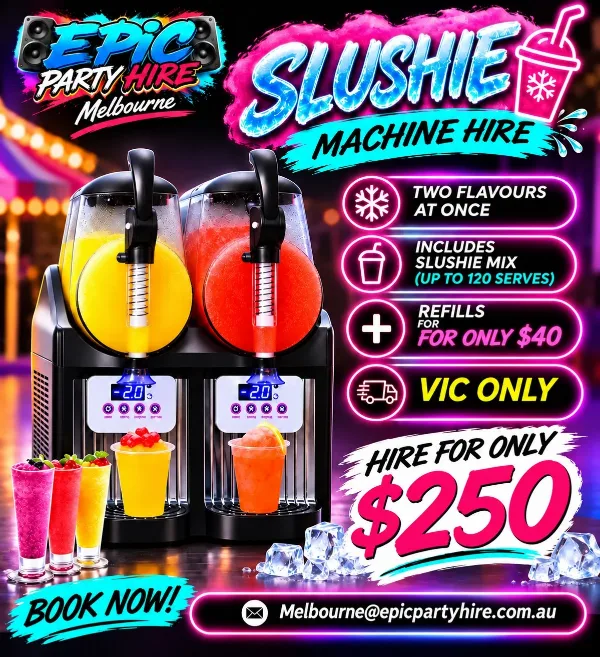 EPIC
PARTY HIRE
Melbourne
SLUSHIE
MACHINE HIRE
TWO FLAVOURS
AT ONCE
INCLUDES
SLUSHIE MIX
(UP TO 120 SERVES)
REFILLS
FOR
FOR ONLY $40
VIC ONLY
HIRE FOR ONLY
$250
-2.0
-2.0
BOOK NOW!
Melbourne@epicpartyhire.com.au